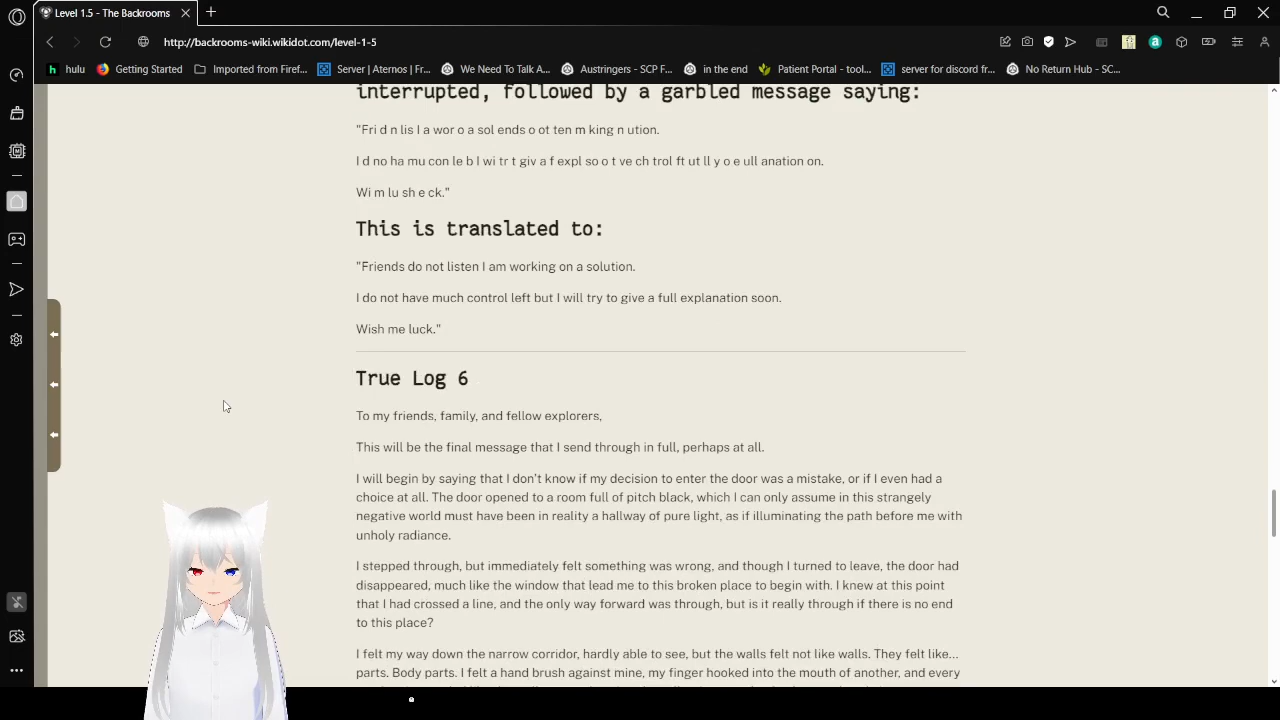 Level 1.5 - The Backrooms
http://backrooms-wiki.wikidot.com/level-1-5
hulu
Getting Started
Imported from Firef...
Server | Aternos | Fr...
We Need To Talk A...
Austringers - SCP F...
in the end
Patient Portal - tool...
server for discord fr...
No Return Hub - SC...
interrupted, followed by a garbled message saying:
"Fri d n lis I a wor o a sol ends o ot ten m king n ution.
I d no ha mu con le b I wi tr t giv a f expl so o t ve ch trol ft ut ll y o e ull anation on.
Wi m lu sh e ck."
This is translated to:
"Friends do not listen I am working on a solution.
I do not have much control left but I will try to give a full explanation soon.
Wish me luck."
True Log 6
To my friends, family, and fellow explorers,
This will be the final message that I send through in full, perhaps at all.
I will begin by saying that I don't know if my decision to enter the door was a mistake, or if I even had a
choice at all. The door opened to a room full of pitch black, which I can only assume in this strangely
negative world must have been in reality a hallway of pure light, as if illuminating the path before me with
unholy radiance.
I stepped through, but immediately felt something was wrong, and though I turned to leave, the door had
disappeared, much like the window that lead me to this broken place to begin with. I knew at this point
that I had crossed a line, and the only way forward was through, but is it really through if there is no end
to this place?
I felt my way down the narrow corridor, hardly able to see, but the walls felt not like walls. They felt like...
parts. Body parts. I felt a hand brush against mine, my finger hooked into the mouth of another, and every